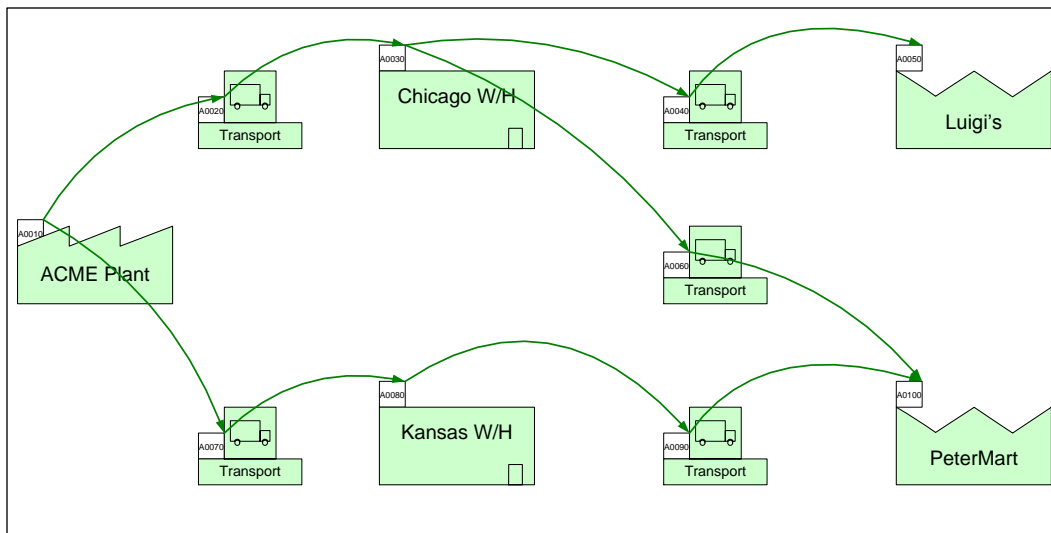 A0030
A0050
Chicago W/H
A0020
A0040
Luigi's
Transport
Transport
A0010
ACME Plant
A0060
Transport
A0080
A0100
Kansas W/H
A0070
A0090
PeterMart
Transport
Transport